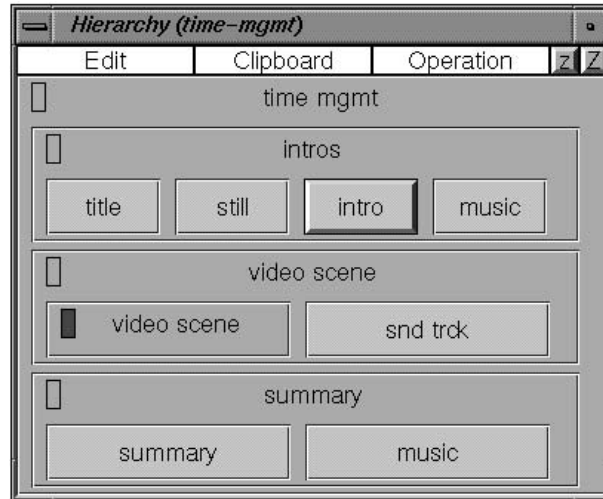 Hierarchy (time-mgmt)
Edit Clipboard Operation z Z
time mgmt
intros
title still intro music
video scene
video scene snd trck
summary
summary music